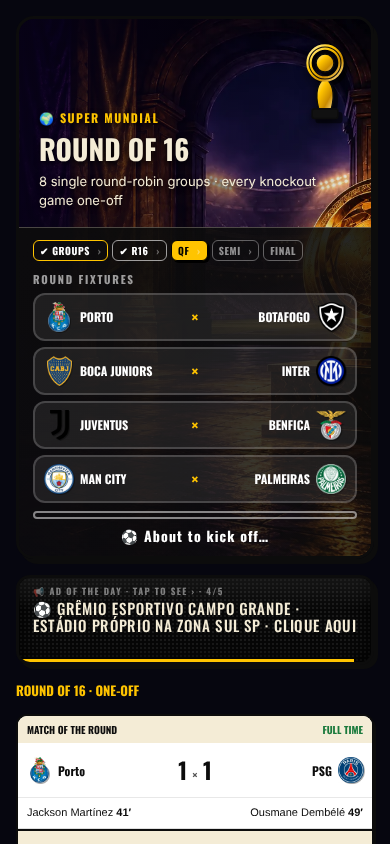 🌍 SUPER MUNDIAL
ROUND OF 16
8 single round-robin groups · every knockout
game one-off
✔ GROUPS › ✔ R16 › QF › SEMI › FINAL
ROUND FIXTURES
PORTO × BOTAFOGO
BOCA JUNIORS × INTER
JUVENTUS × BENFICA
MAN CITY × PALMEIRAS
⚽ About to kick off…
📢 AD OF THE DAY · TAP TO SEE › · 4/5
⚽ GRÊMIO ESPORTIVO CAMPO GRANDE ·
ESTÁDIO PRÓPRIO NA ZONA SUL SP · CLIQUE AQUI
ROUND OF 16 · ONE-OFF
MATCH OF THE ROUND FULL TIME
Porto 1 × 1 PSG
Jackson Martínez 41′ Ousmane Dembélé 49′